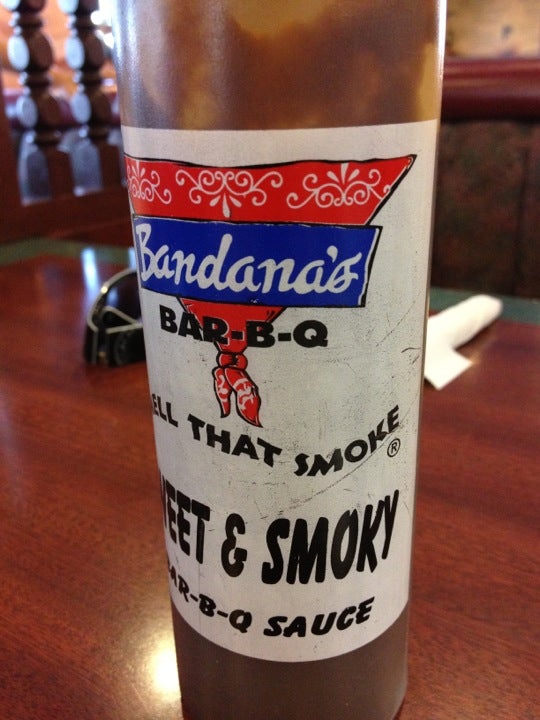 Bandana's
BAR-B-Q
ELL THAT SMOKE®
EET & SMOKY
AR-B-Q SAUCE